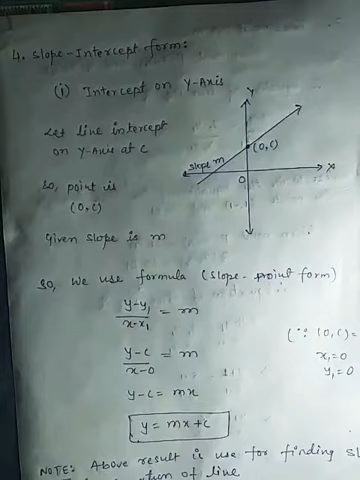 4. Slope-Intercept form:
(i) Intercept on Y-Axis
Let line intercept
on Y-Axis at C
So, point is
(0,C)
Given slope is m
Y
(0,C)
slope m
X
O
So, We use formula (slope-point form)
y-y₁/x-x₁ = m
(∵ (0,C)=
y-c/x-0 = m
x₁=0
y₁=0
y-c=mx
y = mx+c
NOTE: Above result is use for finding
of line